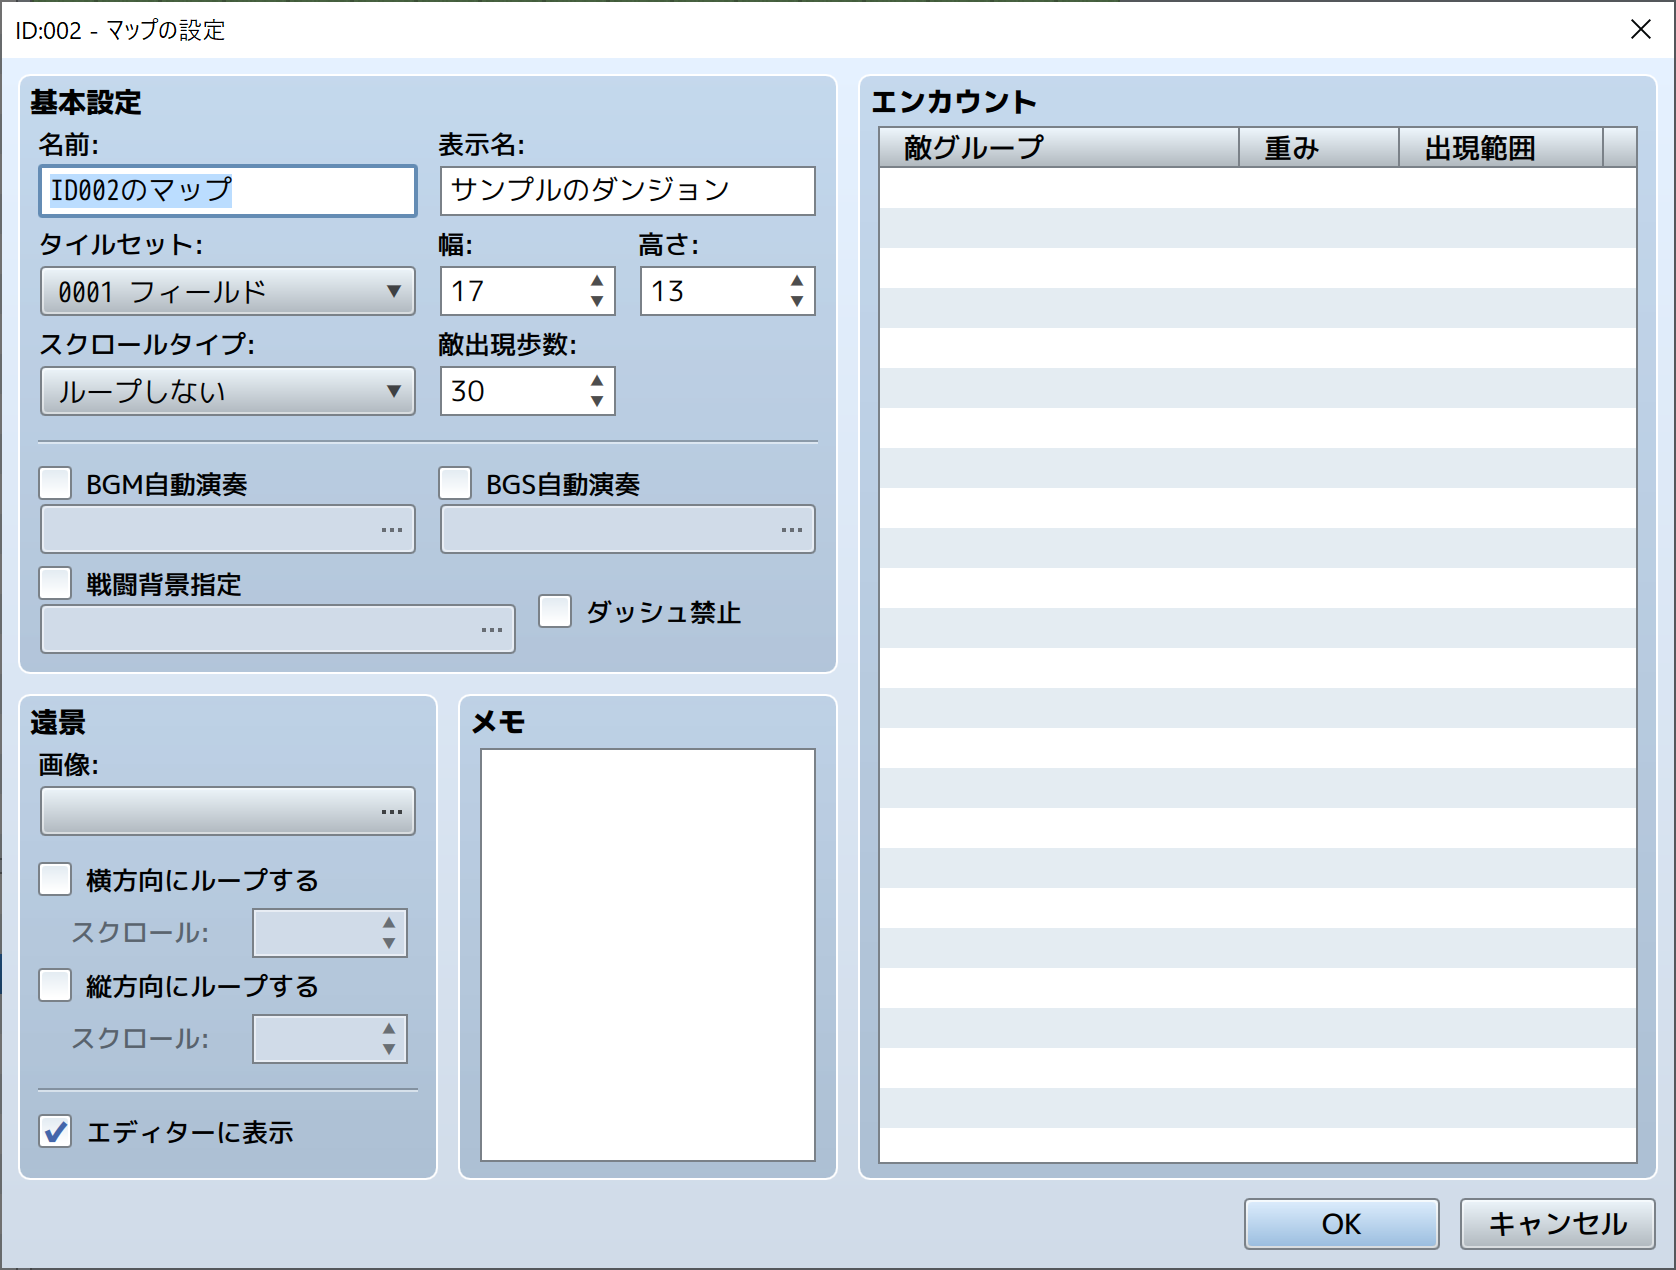 ID:002 - マップの設定
基本設定
名前:
表示名:
ID002のマップ
サンプルのダンジョン
タイルセット:
幅:
高さ:
0001 フィールド
17
13
スクロールタイプ:
敵出現歩数:
ループしない
30
BGM自動演奏
BGS自動演奏
...
...
戦闘背景指定
...
ダッシュ禁止
遠景
画像:
...
横方向にループする
スクロール:
縦方向にループする
スクロール:
エディターに表示
メモ
エンカウント
敵グループ
重み
出現範囲
OK
キャンセル